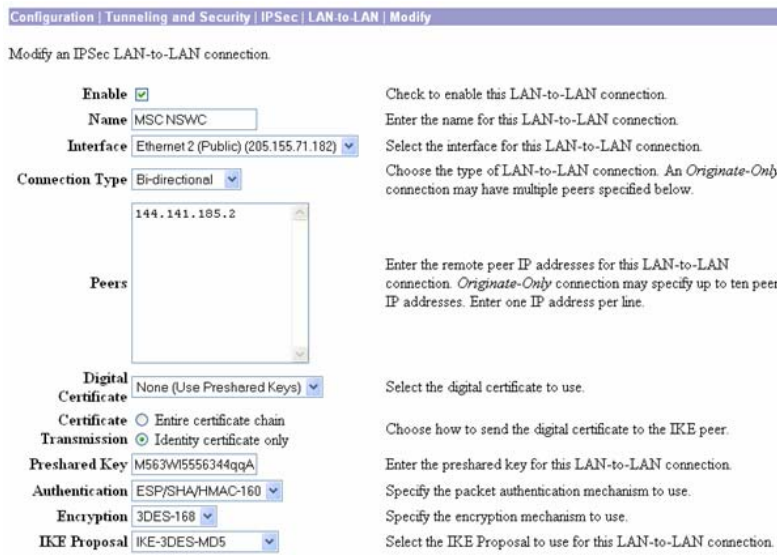 Configuration | Tunneling and Security | IPSec | LAN-to-LAN | Modify
Modify an IPSec LAN-to-LAN connection.
Enable Check to enable this LAN-to-LAN connection.
Name MSC NSWC Enter the name for this LAN-to-LAN connection.
Interface Ethernet 2 (Public) (205.155.71.182) Select the interface for this LAN-to-LAN connection.
Connection Type Bi-directional Choose the type of LAN-to-LAN connection. An Originate-Only
connection may have multiple peers specified below.
144.141.185.2
Peers Enter the remote peer IP addresses for this LAN-to-LAN
connection. Originate-Only connection may specify up to ten peer
IP addresses. Enter one IP address per line.
Digital
Certificate None (Use Preshared Keys) Select the digital certificate to use.
Certificate Entire certificate chain
Transmission Identity certificate only Choose how to send the digital certificate to the IKE peer.
Preshared Key M563WI5556344qqA Enter the preshared key for this LAN-to-LAN connection.
Authentication ESP/SHA/HMAC-160 Specify the packet authentication mechanism to use.
Encryption 3DES-168 Specify the encryption mechanism to use.
IKE Proposal IKE-3DES-MD5 Select the IKE Proposal to use for this LAN-to-LAN connection.